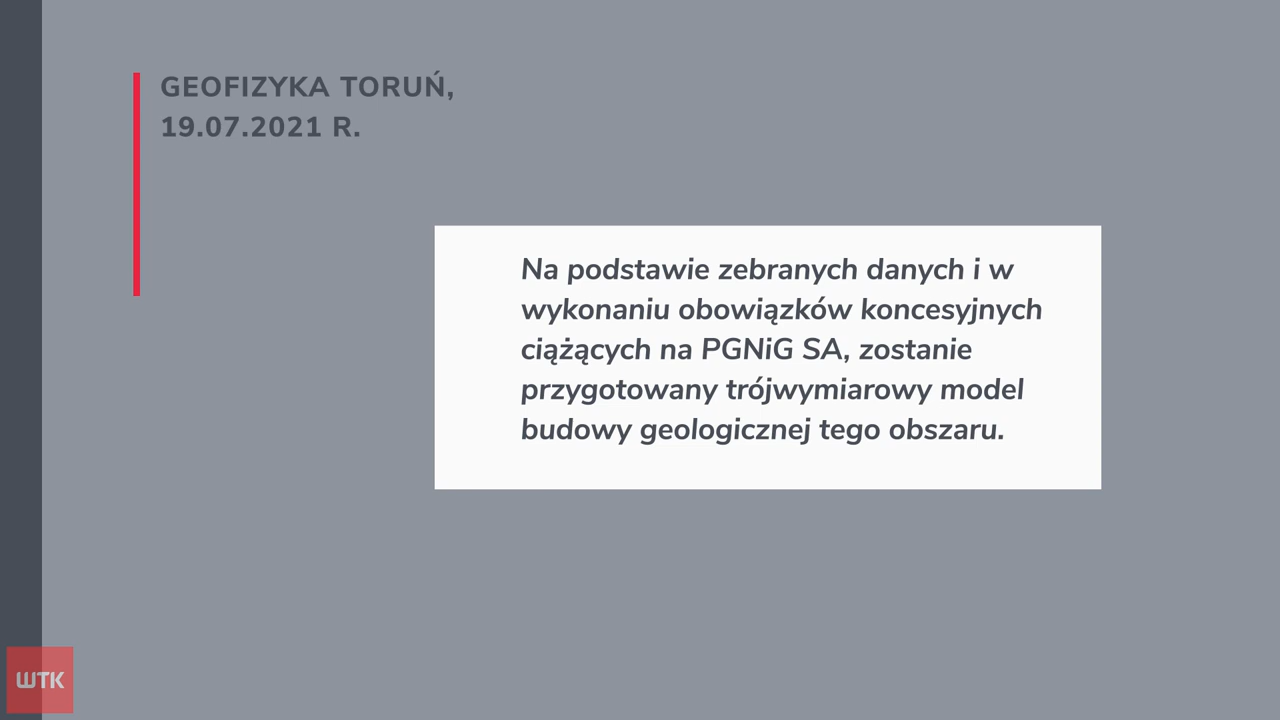 GEOFIZYKA TORUŃ,
19.07.2021 R.
Na podstawie zebranych danych i w
wykonaniu obowiązków koncesyjnych
ciążących na PGNiG SA, zostanie
przygotowany trójwymiarowy model
budowy geologicznej tego obszaru.
WTK